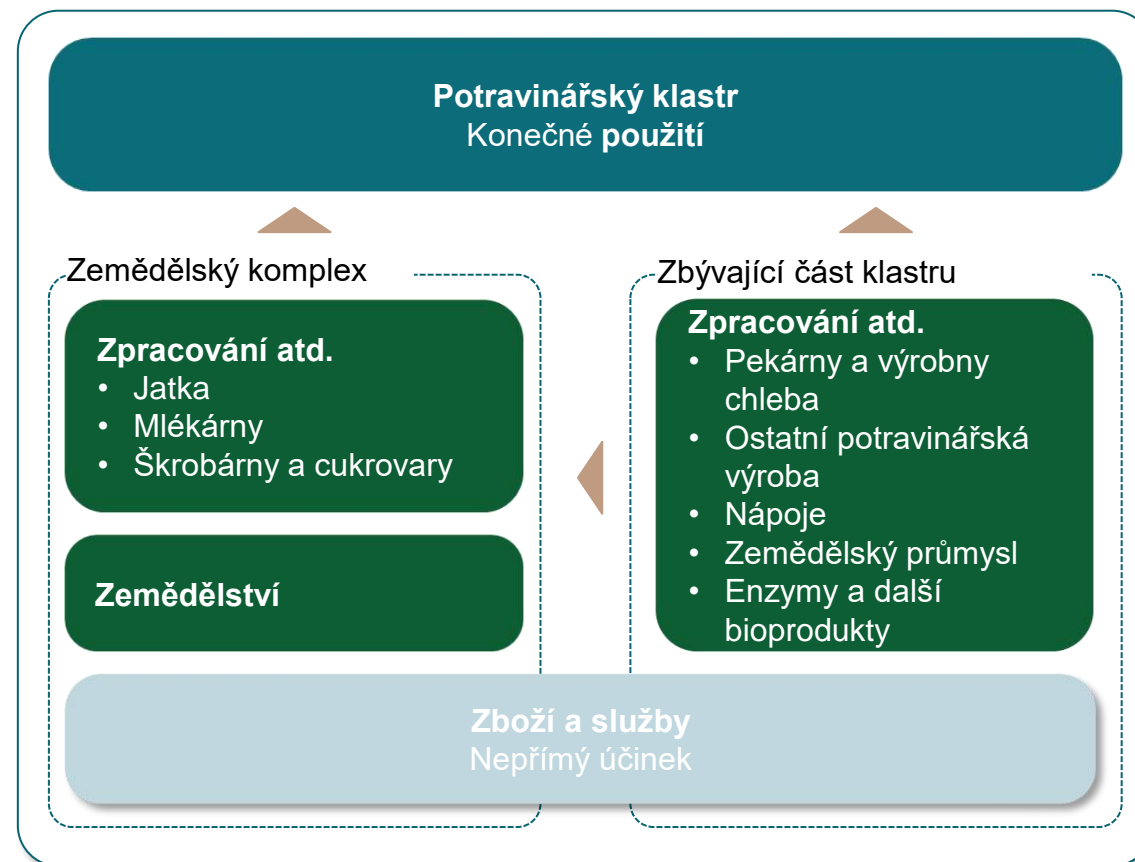 Potravinářský klastr
Konečné použití
Zemědělský komplex
Zpracování atd.
• Jatka
• Mlékárny
• Škrobárny a cukrovary
Zemědělství
Zbývající část klastru
Zpracování atd.
• Pekárny a výrobny
chleba
• Ostatní potravinářská
výroba
• Nápoje
• Zemědělský průmysl
• Enzymy a další
bioprodukty
Zboží a služby
Nepřímý účinek